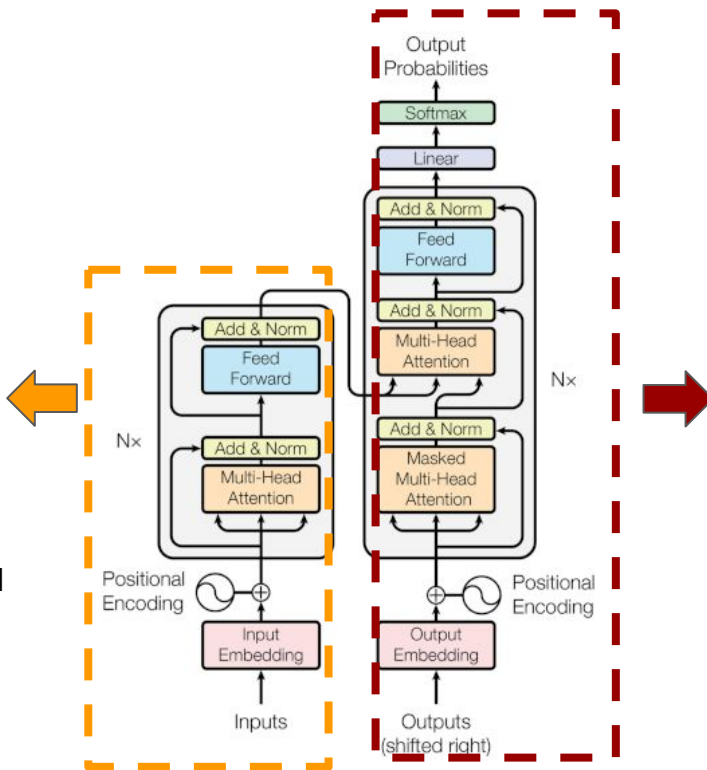 Output
Probabilities
Softmax
Linear
Add & Norm
Feed
Forward
Add & Norm
Multi-Head
Attention
Add & Norm
Masked
Multi-Head
Attention
N×
Positional
Encoding
Output
Embedding
Outputs
(shifted right)
Add & Norm
Feed
Forward
Add & Norm
Multi-Head
Attention
N×
Positional
Encoding
Input
Embedding
Inputs